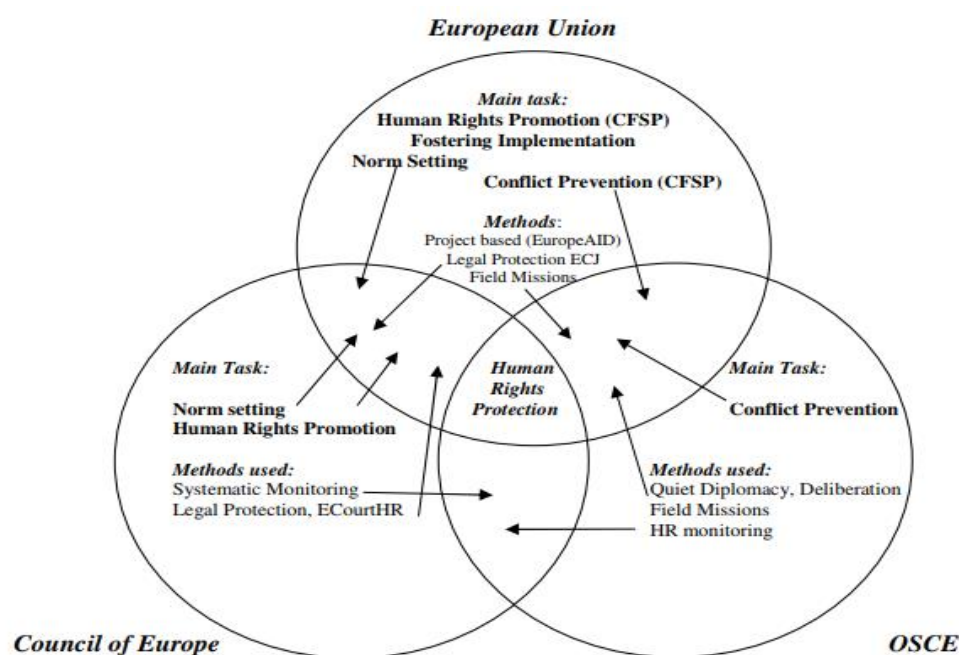 European Union
Main task:
Human Rights Promotion (CFSP)
Fostering Implementation
Norm Setting
Conflict Prevention (CFSP)
Methods:
Project based (EuropeAID)
Legal Protection ECJ
Field Missions
Main Task:
Norm setting
Human Rights Promotion
Methods used:
Systematic Monitoring
Legal Protection, ECourtHR
Human
Rights
Protection
Main Task:
Conflict Prevention
Methods used:
Quiet Diplomacy, Deliberation
Field Missions
HR monitoring
Council of Europe
OSCE